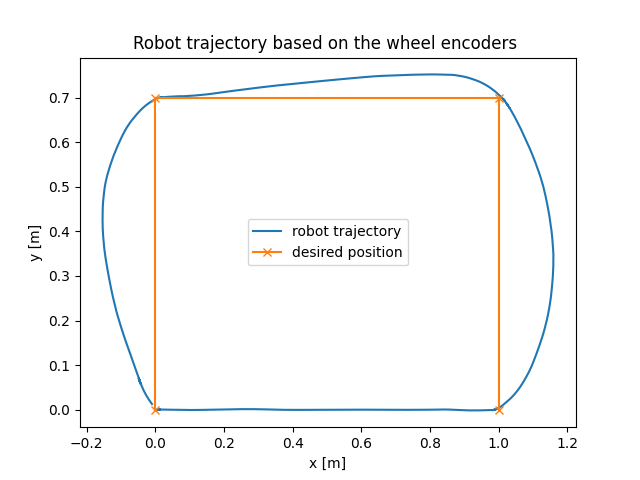 Robot trajectory based on the wheel encoders
y [m]
0.7
0.6
0.5
0.4
0.3
0.2
0.1
0.0
robot trajectory
desired position
−0.2 0.0 0.2 0.4 0.6 0.8 1.0 1.2
x [m]